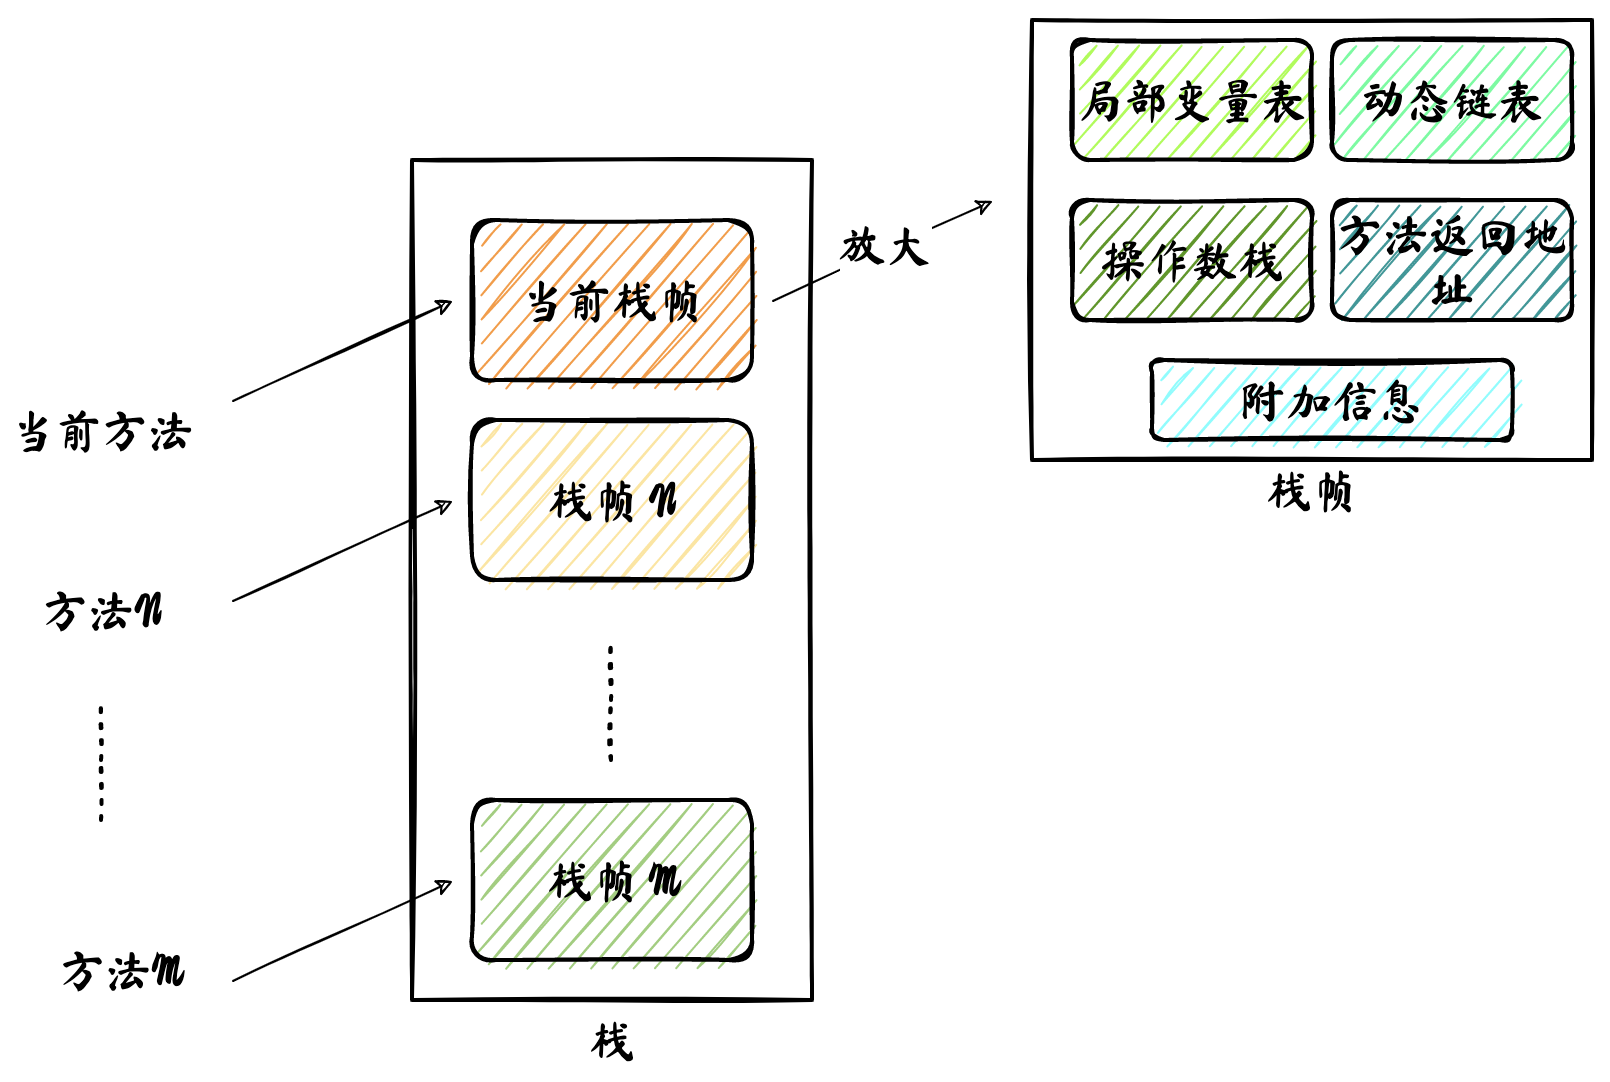 局部变量表
动态链表
操作数栈
方法返回地
址
附加信息
栈帧
放大
当前栈帧
当前方法
栈帧n
方法n
栈帧m
方法m
栈